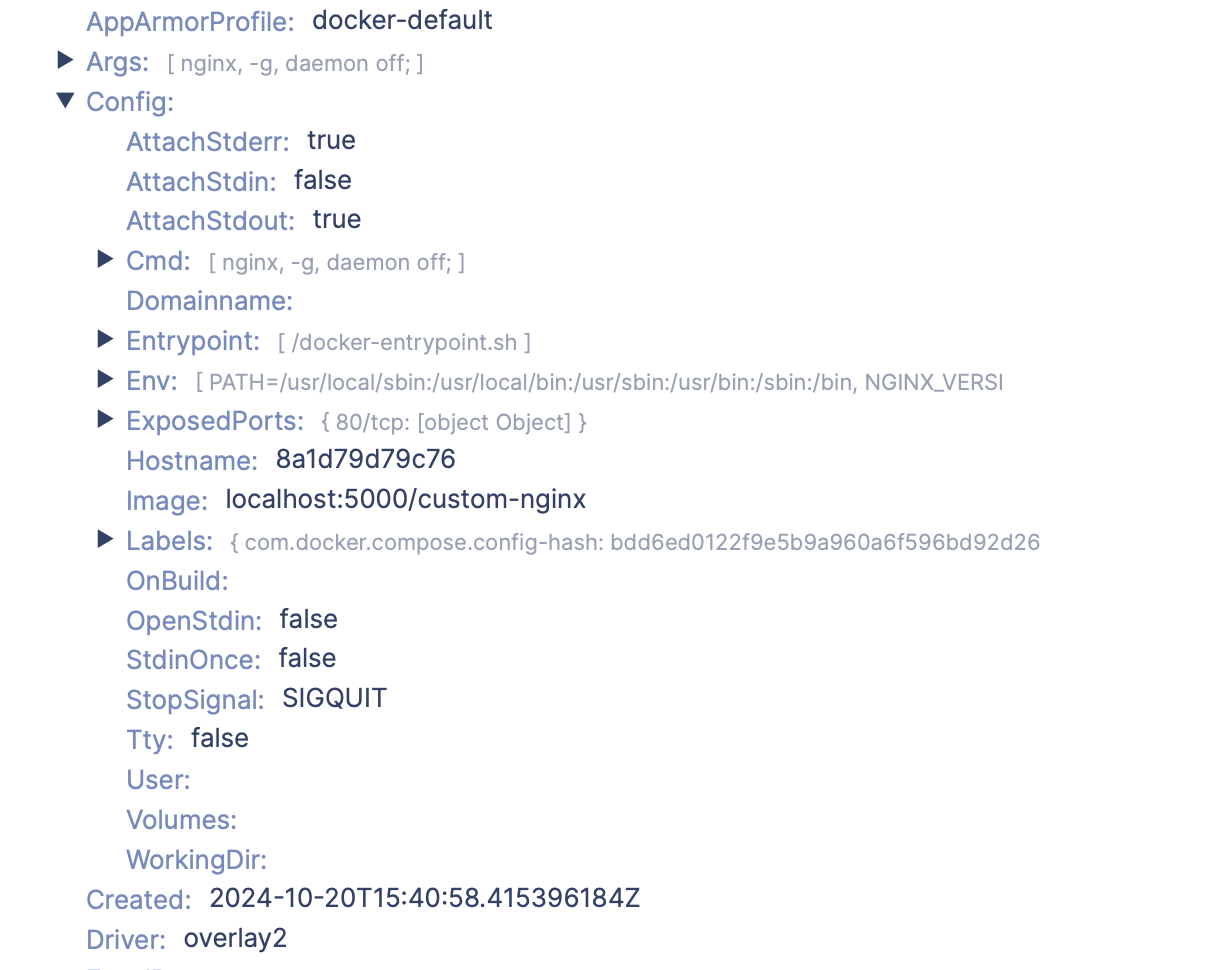 AppArmorProfile: docker-default
Args: [ nginx, -g, daemon off; ]
Config:
AttachStderr: true
AttachStdin: false
AttachStdout: true
Cmd: [ nginx, -g, daemon off; ]
Domainname:
Entrypoint: [ /docker-entrypoint.sh ]
Env: [ PATH=/usr/local/sbin:/usr/local/bin:/usr/sbin:/usr/bin:/sbin:/bin, NGINX_VERSI
ExposedPorts: { 80/tcp: [object Object] }
Hostname: 8a1d79d79c76
Image: localhost:5000/custom-nginx
Labels: { com.docker.compose.config-hash: bdd6ed0122f9e5b9a960a6f596bd92d26
OnBuild:
OpenStdin: false
StdinOnce: false
StopSignal: SIGQUIT
Tty: false
User:
Volumes:
WorkingDir:
Created: 2024-10-20T15:40:58.415396184Z
Driver: overlay2